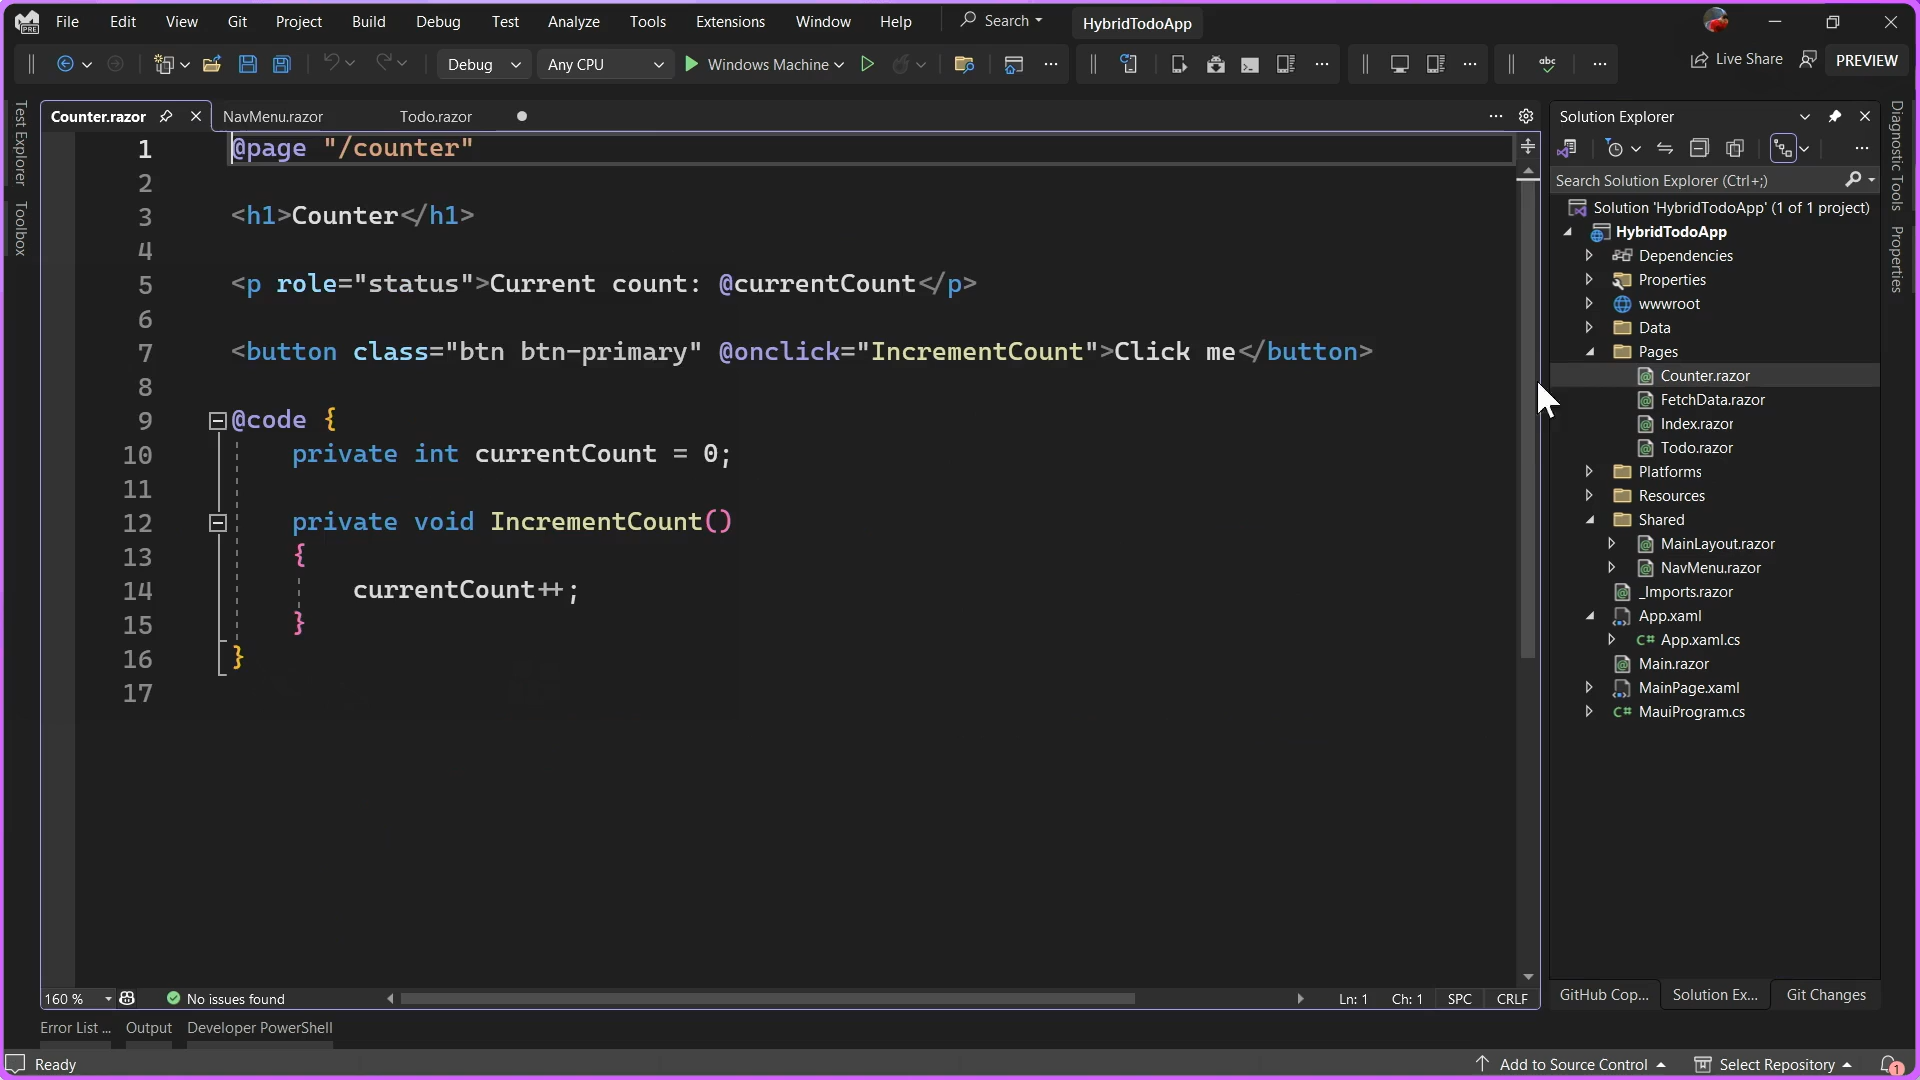 File Edit View Git Project Build Debug Test Analyze Tools Extensions Window Help Search HybridTodoApp
PRE
Debug Any CPU Windows Machine abc Live Share PREVIEW
Test Explorer
Toolbox
Counter.razor NavMenu.razor Todo.razor
1 @page "/counter"
2
3 <h1>Counter</h1>
4
5 <p role="status">Current count: @currentCount</p>
6
7 <button class="btn btn-primary" @onclick="IncrementCount">Click me</button>
8
9 @code {
10 private int currentCount = 0;
11
12 private void IncrementCount()
13 {
14 currentCount++;
15 }
16 }
17
160 % No issues found Ln: 1 Ch: 1 SPC CRLF
Solution Explorer
Search Solution Explorer (Ctrl+;)
Solution 'HybridTodoApp' (1 of 1 project)
HybridTodoApp
Dependencies
Properties
wwwroot
Data
Pages
Counter.razor
FetchData.razor
Index.razor
Todo.razor
Platforms
Resources
Shared
MainLayout.razor
NavMenu.razor
_Imports.razor
App.xaml
C# App.xaml.cs
Main.razor
MainPage.xaml
C# MauiProgram.cs
GitHub Cop... Solution Ex... Git Changes
Diagnostic Tools
Properties
Error List ... Output Developer PowerShell
Ready Add to Source Control Select Repository 1